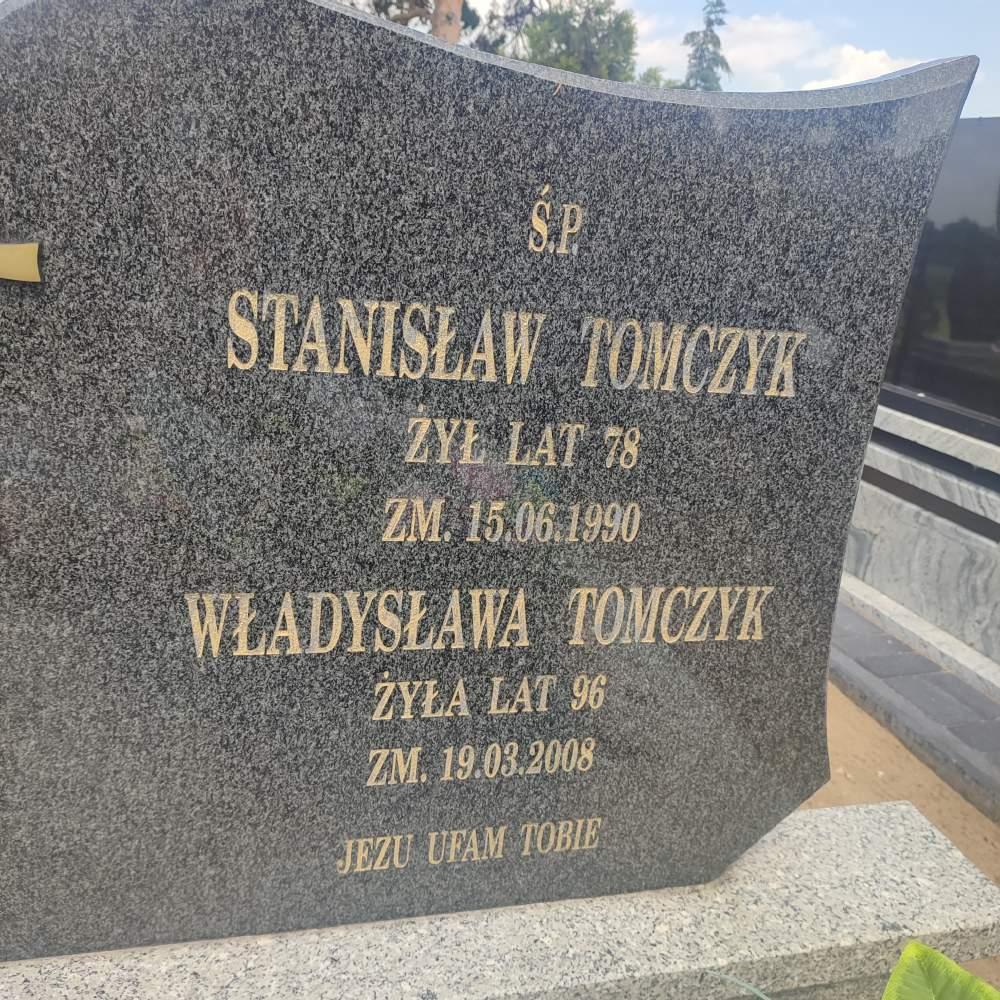 Ś.P.
STANISŁAW TOMCZYK
ŻYŁ LAT 78
ZM. 15.06.1990
WŁADYSŁAWA TOMCZYK
ŻYŁA LAT 96
ZM. 19.03.2008
JEZU UFAM TOBIE